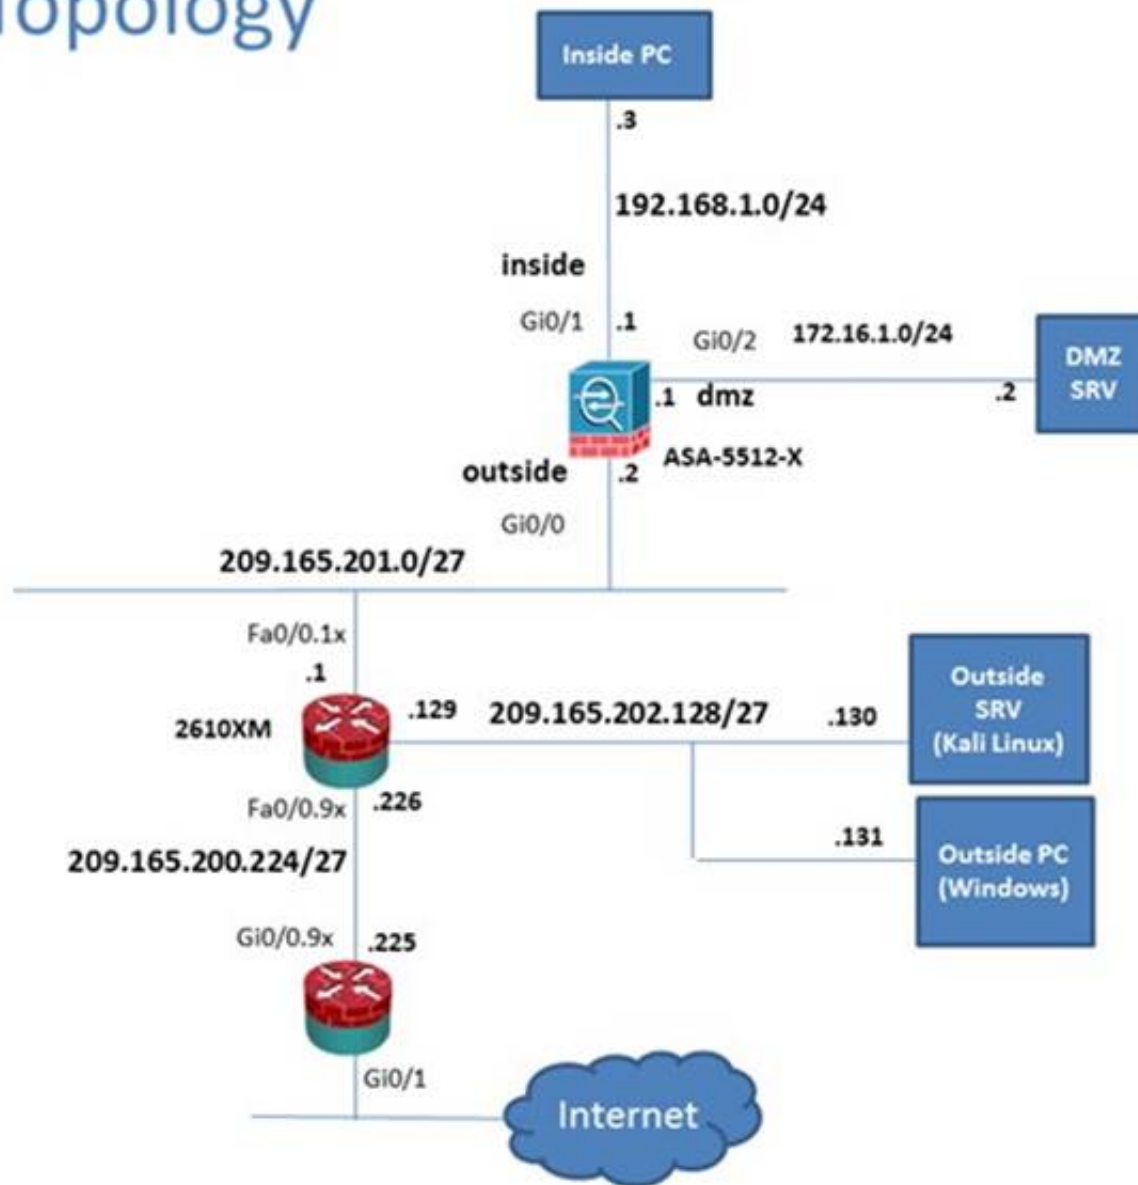 Topology
Inside PC
.3
192.168.1.0/24
inside
Gi0/1 .1
Gi0/2 172.16.1.0/24
DMZ
SRV
.1 dmz .2
ASA-5512-X
outside .2
Gi0/0
209.165.201.0/27
Fa0/0.1x
.1
2610XM
.129 209.165.202.128/27 .130
Outside
SRV
(Kali Linux)
Fa0/0.9x .226
209.165.200.224/27
.131
Outside PC
(Windows)
Gi0/0.9x .225
Gi0/1
Internet